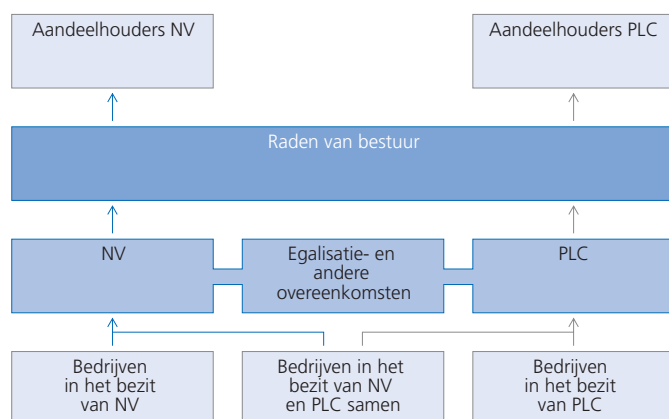 Aandeelhouders NV
Aandeelhouders PLC
Raden van bestuur
NV
Egalisatie- en
andere
overeenkomsten
PLC
Bedrijven
in het bezit
van NV
Bedrijven in het
bezit van NV
en PLC samen
Bedrijven
in het bezit
van PLC